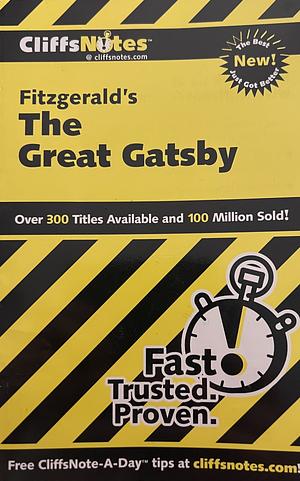 CliffsNotes™
@ cliffsnotes.com
The Best
New!
Just Got Better
Fitzgerald's
The
Great Gatsby
Over 300 Titles Available and 100 Million Sold!
Fast.
Trusted.
Proven.
Free CliffsNote-A-Day™ tips at cliffsnotes.com!